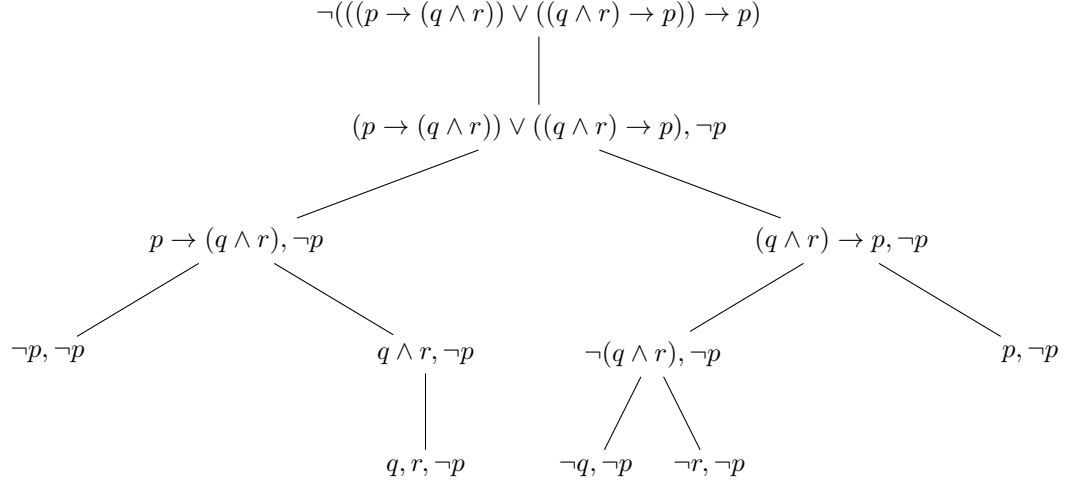 ¬(((p → (q ∧ r)) ∨ ((q ∧ r) → p)) → p)
(p → (q ∧ r)) ∨ ((q ∧ r) → p), ¬p
p → (q ∧ r), ¬p
(q ∧ r) → p, ¬p
¬p, ¬p
q ∧ r, ¬p
¬(q ∧ r), ¬p
p, ¬p
q, r, ¬p
¬q, ¬p
¬r, ¬p